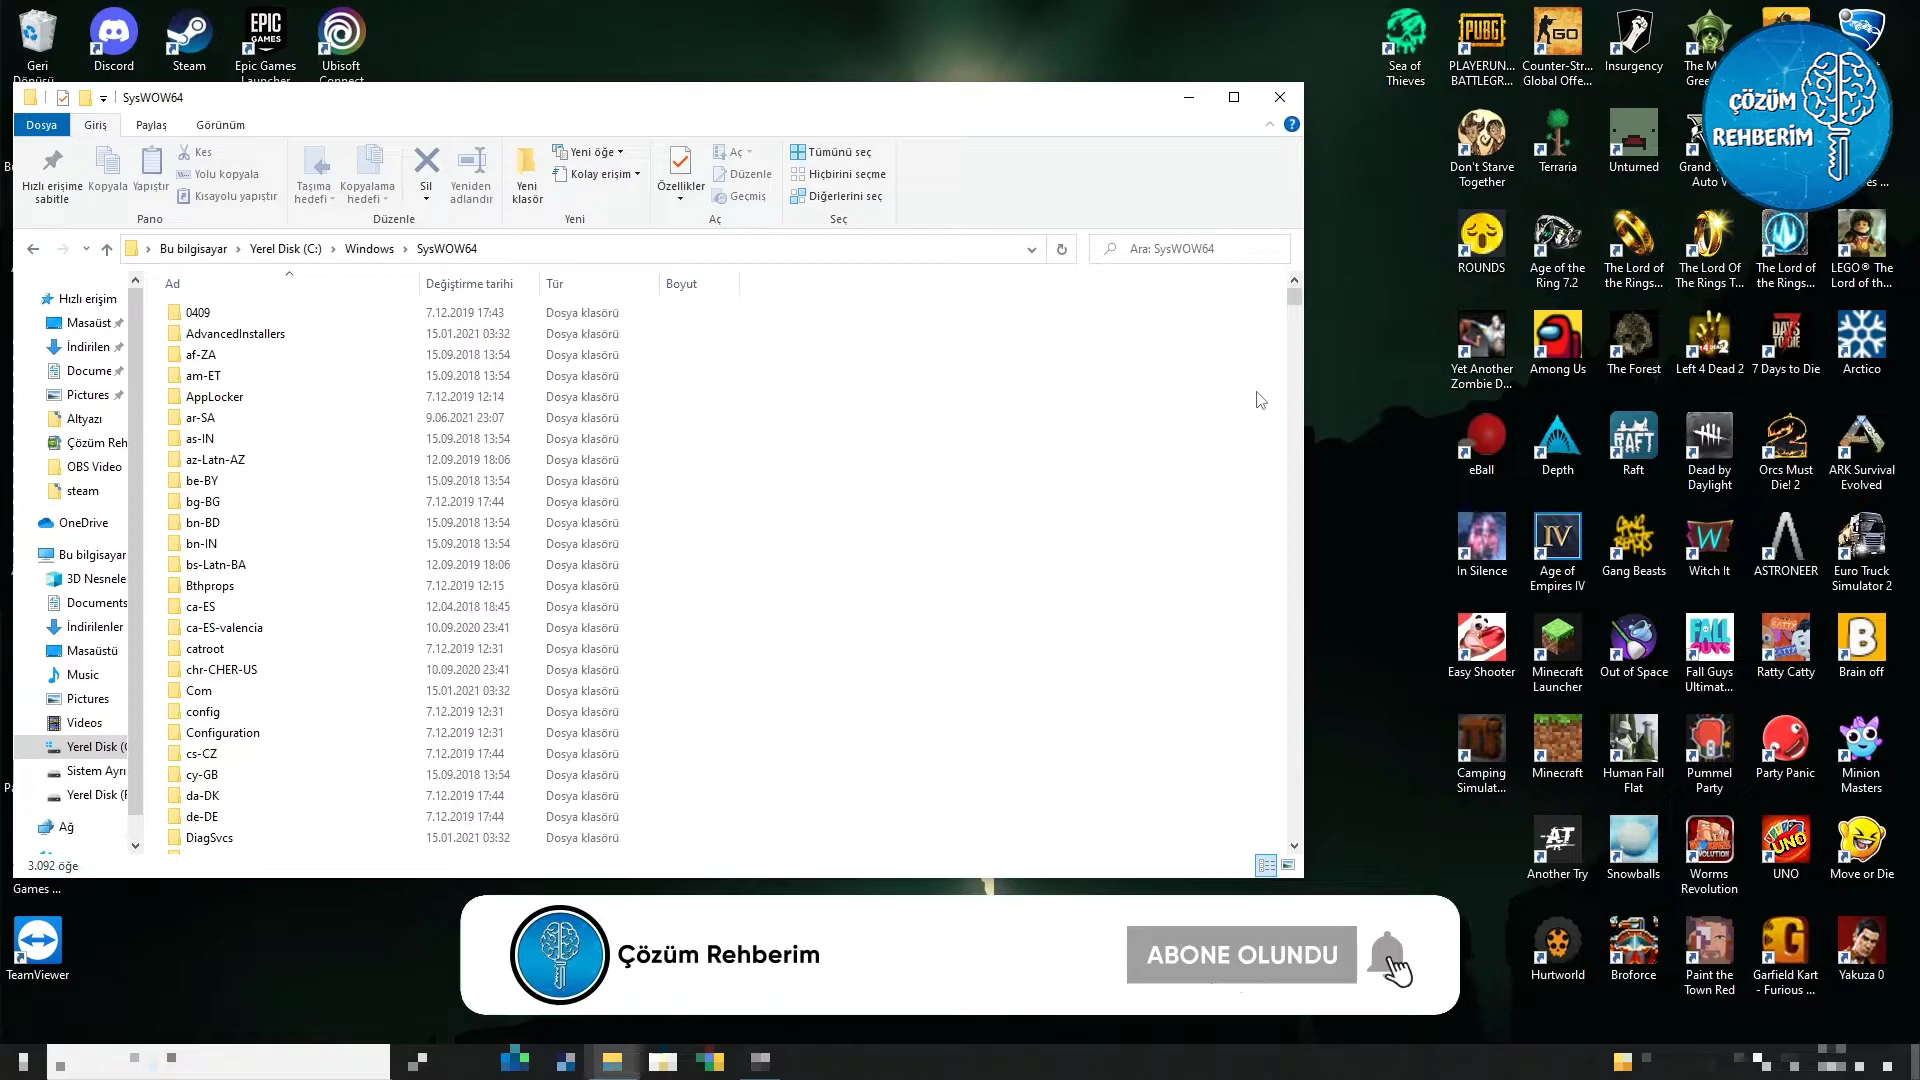 Geri
Dönüşü...
Discord
Steam
EPIC
GAMES
Epic Games
Launcher
Ubisoft
Connect
SysWOW64
Dosya
Giriş
Paylaş
Görünüm
Hızlı erişime
sabitle
Kopyala
Yapıştır
Kes
Yolu kopyala
Kısayolu yapıştır
Pano
Taşıma
hedefi
Kopyalama
hedefi
Sil
Yeniden
adlandır
Düzenle
Yeni
klasör
Yeni öğe
Kolay erişim
Yeni
Özellikler
Aç
Düzenle
Geçmiş
Aç
Tümünü seç
Hiçbirini seçme
Diğerlerini seç
Seç
Bu bilgisayar
Yerel Disk (C:)
Windows
SysWOW64
Ara: SysWOW64
Hızlı erişim
Masaüst
İndirilen
Docume
Pictures
Altyazı
Çözüm Reh
OBS Video
steam
OneDrive
Bu bilgisayar
3D Nesnele
Documents
İndirilenler
Masaüstü
Music
Pictures
Videos
Yerel Disk (
Sistem Ayrı
Yerel Disk (
Ağ
Ad Değiştirme tarihi Tür Boyut
0409 7.12.2019 17:43 Dosya klasörü
AdvancedInstallers 15.01.2021 03:32 Dosya klasörü
af-ZA 15.09.2018 13:54 Dosya klasörü
am-ET 15.09.2018 13:54 Dosya klasörü
AppLocker 7.12.2019 12:14 Dosya klasörü
ar-SA 9.06.2021 23:07 Dosya klasörü
as-IN 15.09.2018 13:54 Dosya klasörü
az-Latn-AZ 12.09.2019 18:06 Dosya klasörü
be-BY 15.09.2018 13:54 Dosya klasörü
bg-BG 7.12.2019 17:44 Dosya klasörü
bn-BD 15.09.2018 13:54 Dosya klasörü
bn-IN 15.09.2018 13:54 Dosya klasörü
bs-Latn-BA 12.09.2019 18:06 Dosya klasörü
Bthprops 7.12.2019 12:15 Dosya klasörü
ca-ES 12.04.2018 18:45 Dosya klasörü
ca-ES-valencia 10.09.2020 23:41 Dosya klasörü
catroot 7.12.2019 12:31 Dosya klasörü
chr-CHER-US 10.09.2020 23:41 Dosya klasörü
Com 15.01.2021 03:32 Dosya klasörü
config 7.12.2019 12:31 Dosya klasörü
Configuration 7.12.2019 12:31 Dosya klasörü
cs-CZ 7.12.2019 17:44 Dosya klasörü
cy-GB 15.09.2018 13:54 Dosya klasörü
da-DK 7.12.2019 17:44 Dosya klasörü
de-DE 7.12.2019 17:44 Dosya klasörü
DiagSvcs 15.01.2021 03:32 Dosya klasörü
3.092 öğe
Games ...
TeamViewer
Sea of
Thieves
PUBG
PLAYERUN...
BATTLEGR...
GO
Counter-Str...
Global Offe...
Insurgency
The M
Gree
ÇÖZÜM
REHBERİM
Don't Starve
Together
Terraria
Unturned
Grand
Auto V
es ...
ROUNDS
Age of the
Ring 7.2
The Lord of
the Rings...
The Lord Of
The Rings T...
The Lord of
the Rings...
LEGO® The
Lord of th...
Yet Another
Zombie D...
Among Us
The Forest
Left 4 Dead 2
7 Days to Die
Arctico
eBall
Depth
RAFT
Raft
Dead by
Daylight
Orcs Must
Die! 2
ARK Survival
Evolved
In Silence
IV
Age of
Empires IV
GANG
BEASTS
Gang Beasts
W
Witch It
ASTRONEER
Euro Truck
Simulator 2
Easy Shooter
Minecraft
Launcher
Out of Space
FALL
GUYS
Fall Guys
Ultimat...
Ratty Catty
B
Brain off
Camping
Simulat...
Minecraft
Human Fall
Flat
Pummel
Party
Party Panic
Minion
Masters
-AT
Another Try
Snowballs
Worms
Revolution
UNO
UNO
Move or Die
Hurtworld
Broforce
Paint the
Town Red
Garfield Kart
- Furious ...
Yakuza 0
Çözüm Rehberim
ABONE OLUNDU